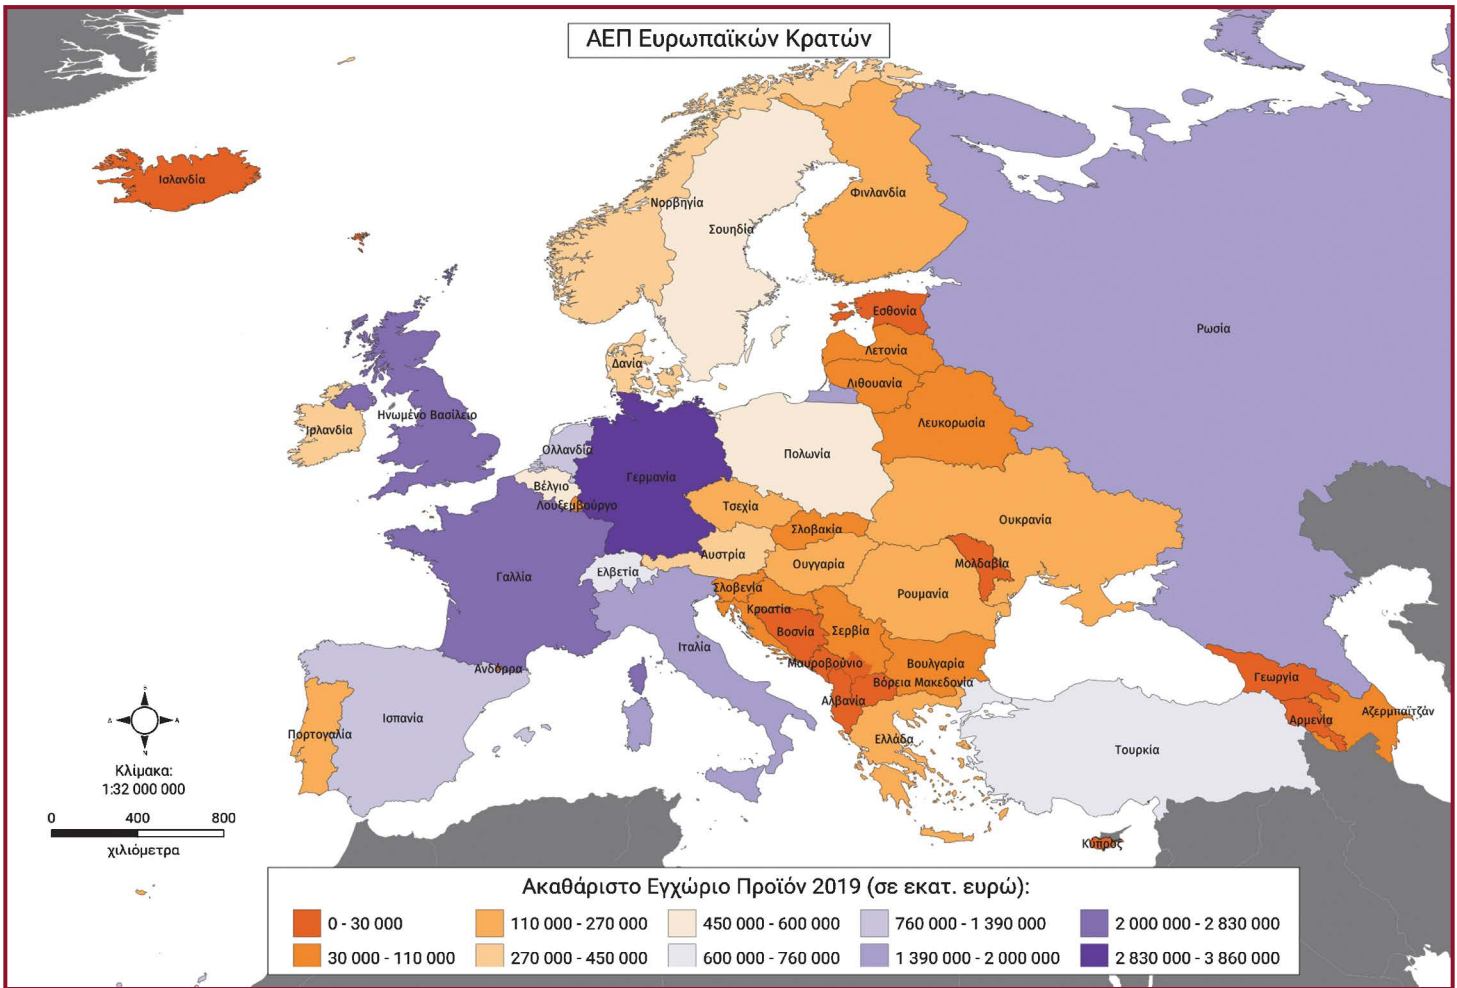 ΑΕΠ Ευρωπαϊκών Κρατών
Ισλανδία
Νορβηγία
Φινλανδία
Σουηδία
Εσθονία
Ρωσία
Λετονία
Δανία
Λιθουανία
Ηνωμένο Βασίλειο
Λευκορωσία
Ιρλανδία
Ολλανδία
Πολωνία
Γερμανία
Βέλγιο
Λουξεμβούργο
Τσεχία
Ουκρανία
Σλοβακία
Αυστρία
Ουγγαρία
Μολδαβία
Ελβετία
Γαλλία
Σλοβενία
Ρουμανία
Κροατία
Βοσνία
Σερβία
Ιταλία
Μαυροβούνιο
Βουλγαρία
Ανδόρρα
Βόρεια Μακεδονία
Γεωργία
Αλβανία
Αζερμπαϊτζάν
Ισπανία
Αρμενία
Πορτογαλία
Ελλάδα
Τουρκία
Κύπρος
Β
Δ Α
Ν
Κλίμακα:
1:32 000 000
0 400 800
χιλιόμετρα
Ακαθάριστο Εγχώριο Προϊόν 2019 (σε εκατ. ευρώ):
0 - 30 000 110 000 - 270 000 450 000 - 600 000 760 000 - 1 390 000 2 000 000 - 2 830 000
30 000 - 110 000 270 000 - 450 000 600 000 - 760 000 1 390 000 - 2 000 000 2 830 000 - 3 860 000